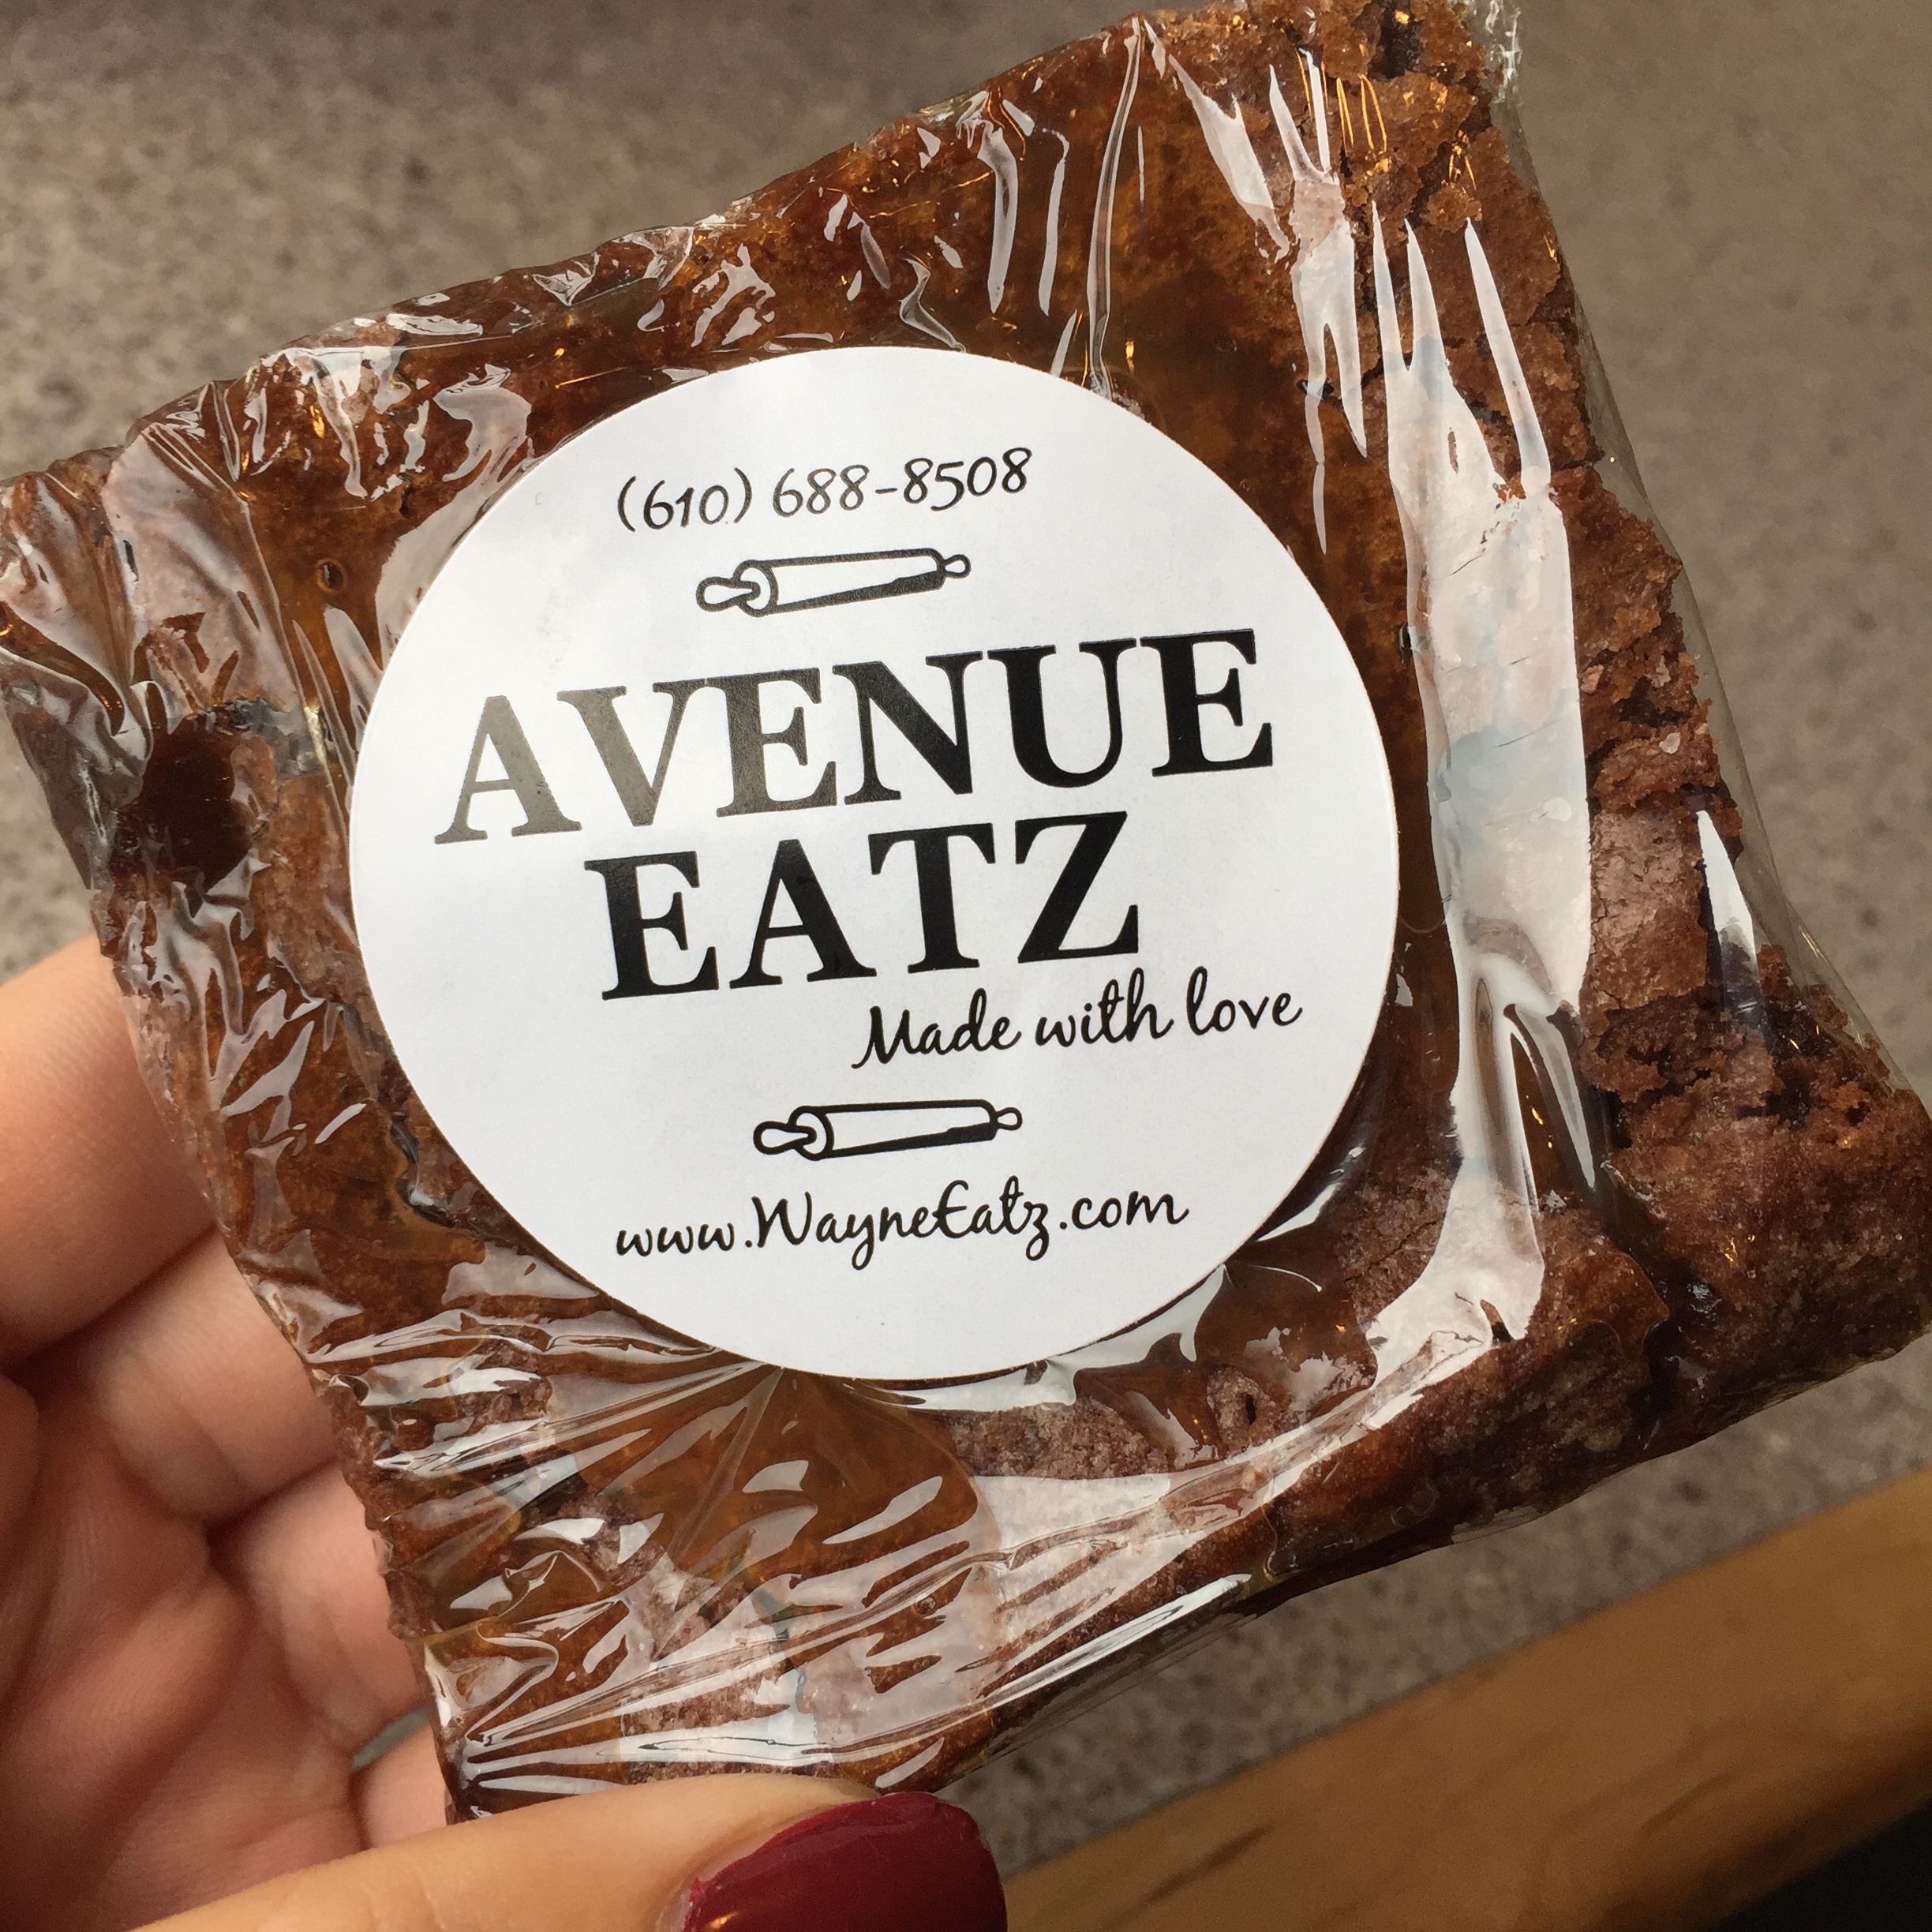 (610) 688-8508
AVENUE
EATZ
Made with love
www.WayneEatz.com